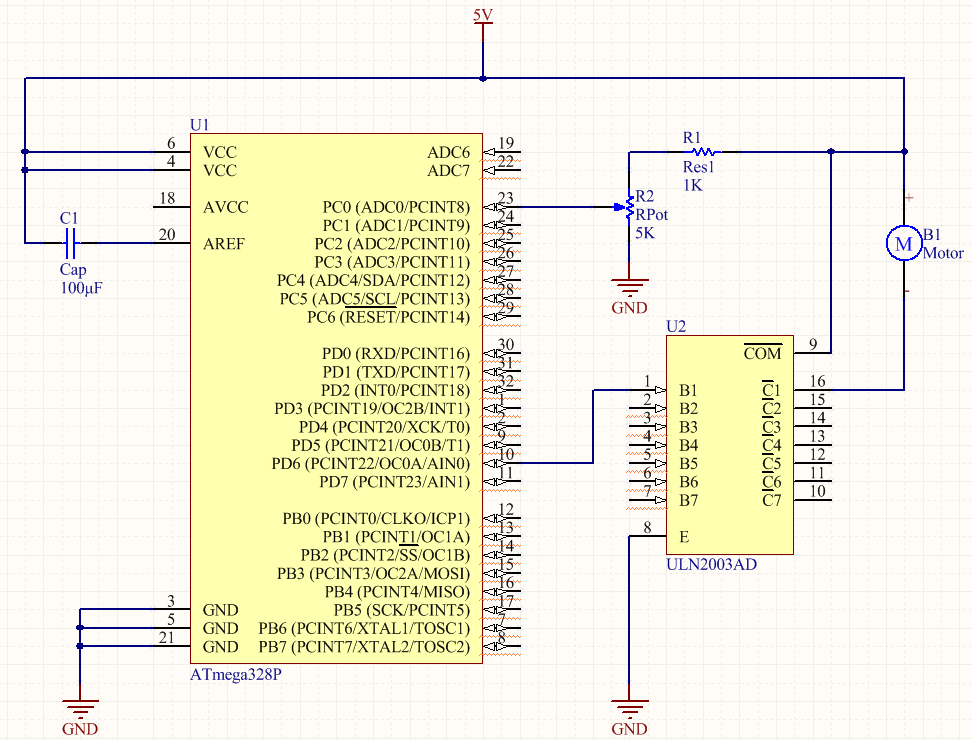 5V
U1
6
VCC
4
VCC
18
AVCC
20
AREF
C1
Cap
100µF
3
GND
5
GND
21
GND
GND
ADC6
19
ADC7
22
PC0 (ADC0/PCINT8)
23
PC1 (ADC1/PCINT9)
24
PC2 (ADC2/PCINT10)
25
PC3 (ADC3/PCINT11)
26
PC4 (ADC4/SDA/PCINT12)
27
PC5 (ADC5/SCL/PCINT13)
28
PC6 (RESET/PCINT14)
29
PD0 (RXD/PCINT16)
30
PD1 (TXD/PCINT17)
31
PD2 (INT0/PCINT18)
32
PD3 (PCINT19/OC2B/INT1)
1
PD4 (PCINT20/XCK/T0)
2
PD5 (PCINT21/OC0B/T1)
9
PD6 (PCINT22/OC0A/AIN0)
10
PD7 (PCINT23/AIN1)
11
PB0 (PCINT0/CLKO/ICP1)
12
PB1 (PCINT1/OC1A)
13
PB2 (PCINT2/SS/OC1B)
14
PB3 (PCINT3/OC2A/MOSI)
15
PB4 (PCINT4/MISO)
16
PB5 (SCK/PCINT5)
17
PB6 (PCINT6/XTAL1/TOSC1)
7
PB7 (PCINT7/XTAL2/TOSC2)
8
ATmega328P
R1
Res1
1K
R2
RPot
5K
GND
+
M
B1
Motor
-
U2
COM
9
1
B1
C1
16
2
B2
C2
15
3
B3
C3
14
4
B4
C4
13
5
B5
C5
12
6
B6
C6
11
7
B7
C7
10
8
E
ULN2003AD
GND